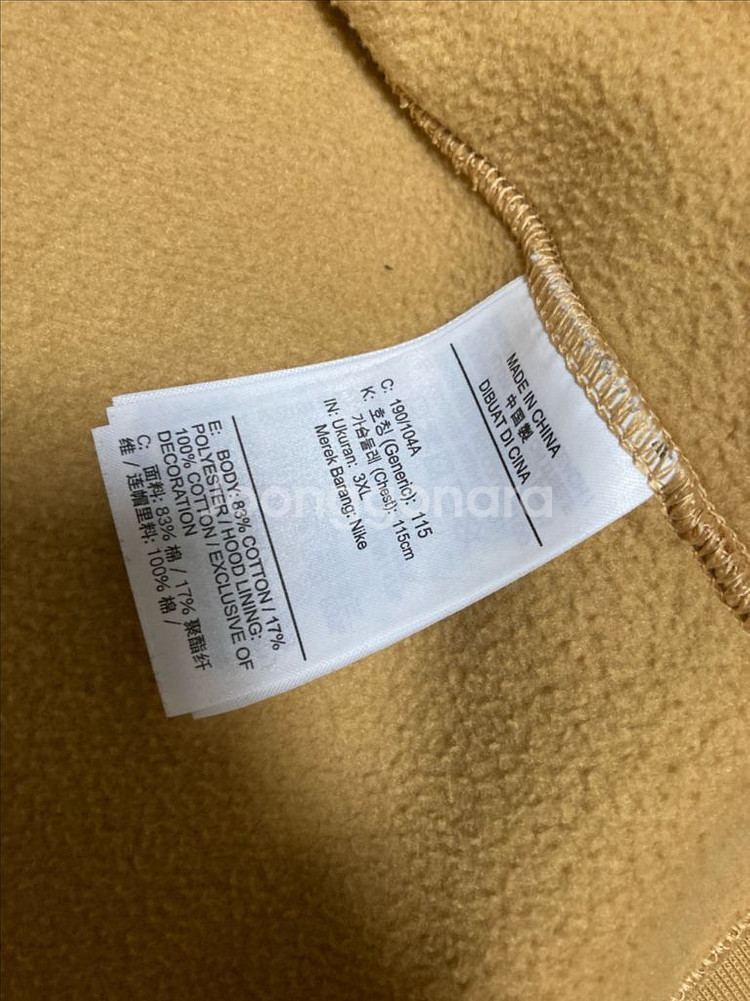 MADE IN CHINA
中国製
DIBUAT DI CINA
C: 190/104A
K: 호칭 (Generic): 115
가슴둘레 (Chest): 115cm
IN: Ukuran: 3XL
Merek Barang: Nike
E: BODY: 83% COTTON / 17%
POLYESTER / HOOD LINING:
100% COTTON / EXCLUSIVE OF
DECORATION
C: 面料: 83% 棉 / 17% 聚酯纤
维 / 连帽里料: 100% 棉 /
joonggonara